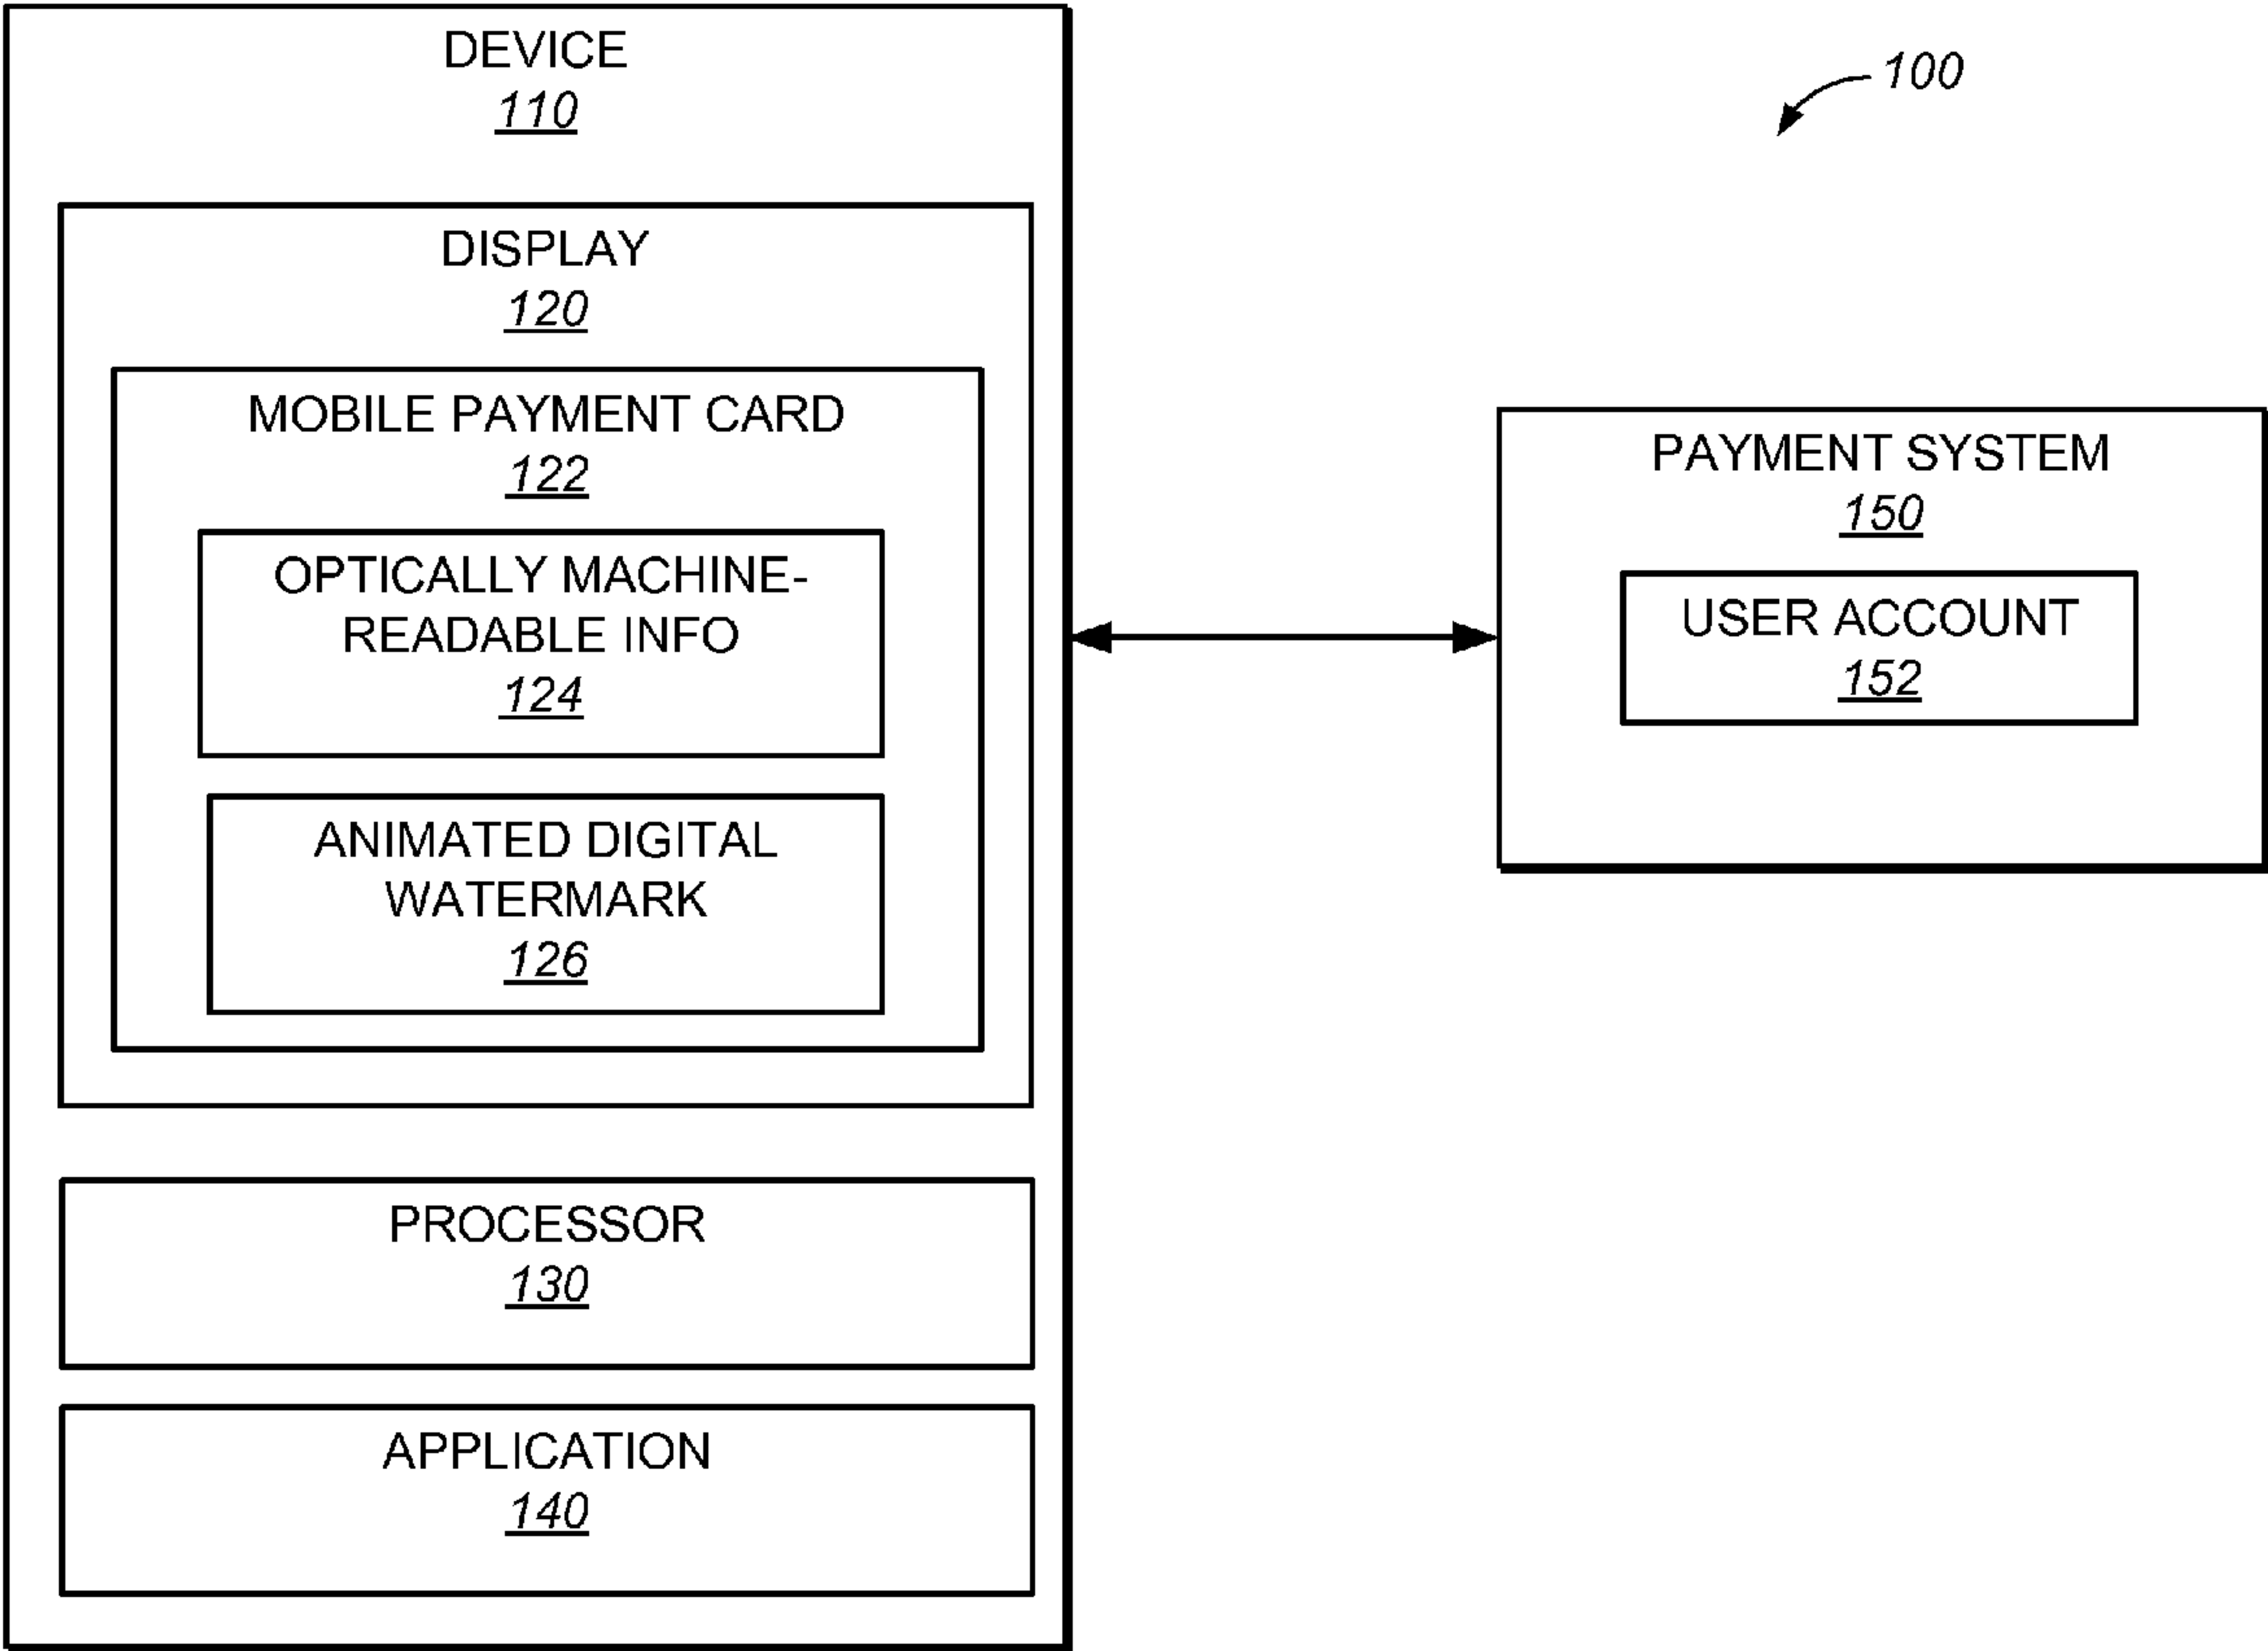 DEVICE
110
100
DISPLAY
120
MOBILE PAYMENT CARD
122
OPTICALLY MACHINE-
READABLE INFO
124
ANIMATED DIGITAL
WATERMARK
126
PROCESSOR
130
APPLICATION
140
PAYMENT SYSTEM
150
USER ACCOUNT
152